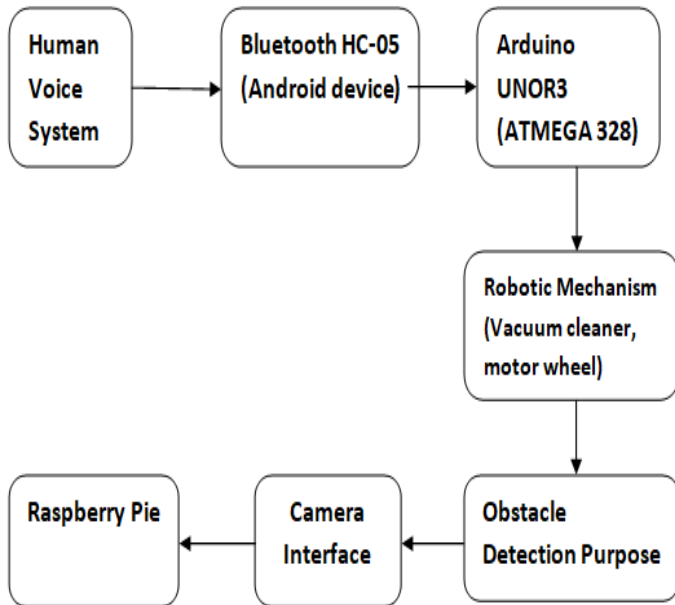 Human
Voice
System
Bluetooth HC-05
(Android device)
Arduino
UNOR3
(ATMEGA 328)
Robotic Mechanism
(Vacuum cleaner,
motor wheel)
Obstacle
Detection Purpose
Camera
Interface
Raspberry Pie